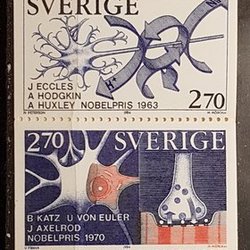 SVERIGE
J ECCLES
A HODGKIN
A HUXLEY NOBELPRIS 1963
2.70
2.70 SVERIGE
B KATZ U VON EULER
J AXELROD
NOBELPRIS, 1970